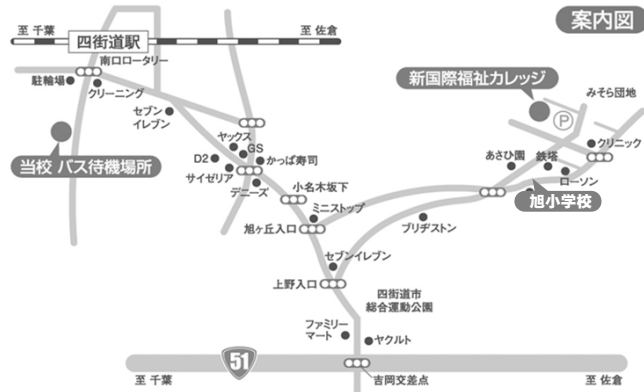 案内図
至 千葉
四街道駅
至 佐倉
南口ロータリー
駐輪場
クリーニング
新国際福祉カレッジ
みそら団地
P
セブン
イレブン
クリニック
ヤックス
GS
当校 バス待機場所
D2
かっぱ寿司
サイゼリア
あさひ園
鉄塔
デニーズ
小名木坂下
ローソン
旭小学校
ミニストップ
旭ヶ丘入口
ブリヂストン
セブンイレブン
上野入口
四街道市
総合運動公園
ファミリー
マート
ヤクルト
51
至 千葉
吉岡交差点
至 佐倉